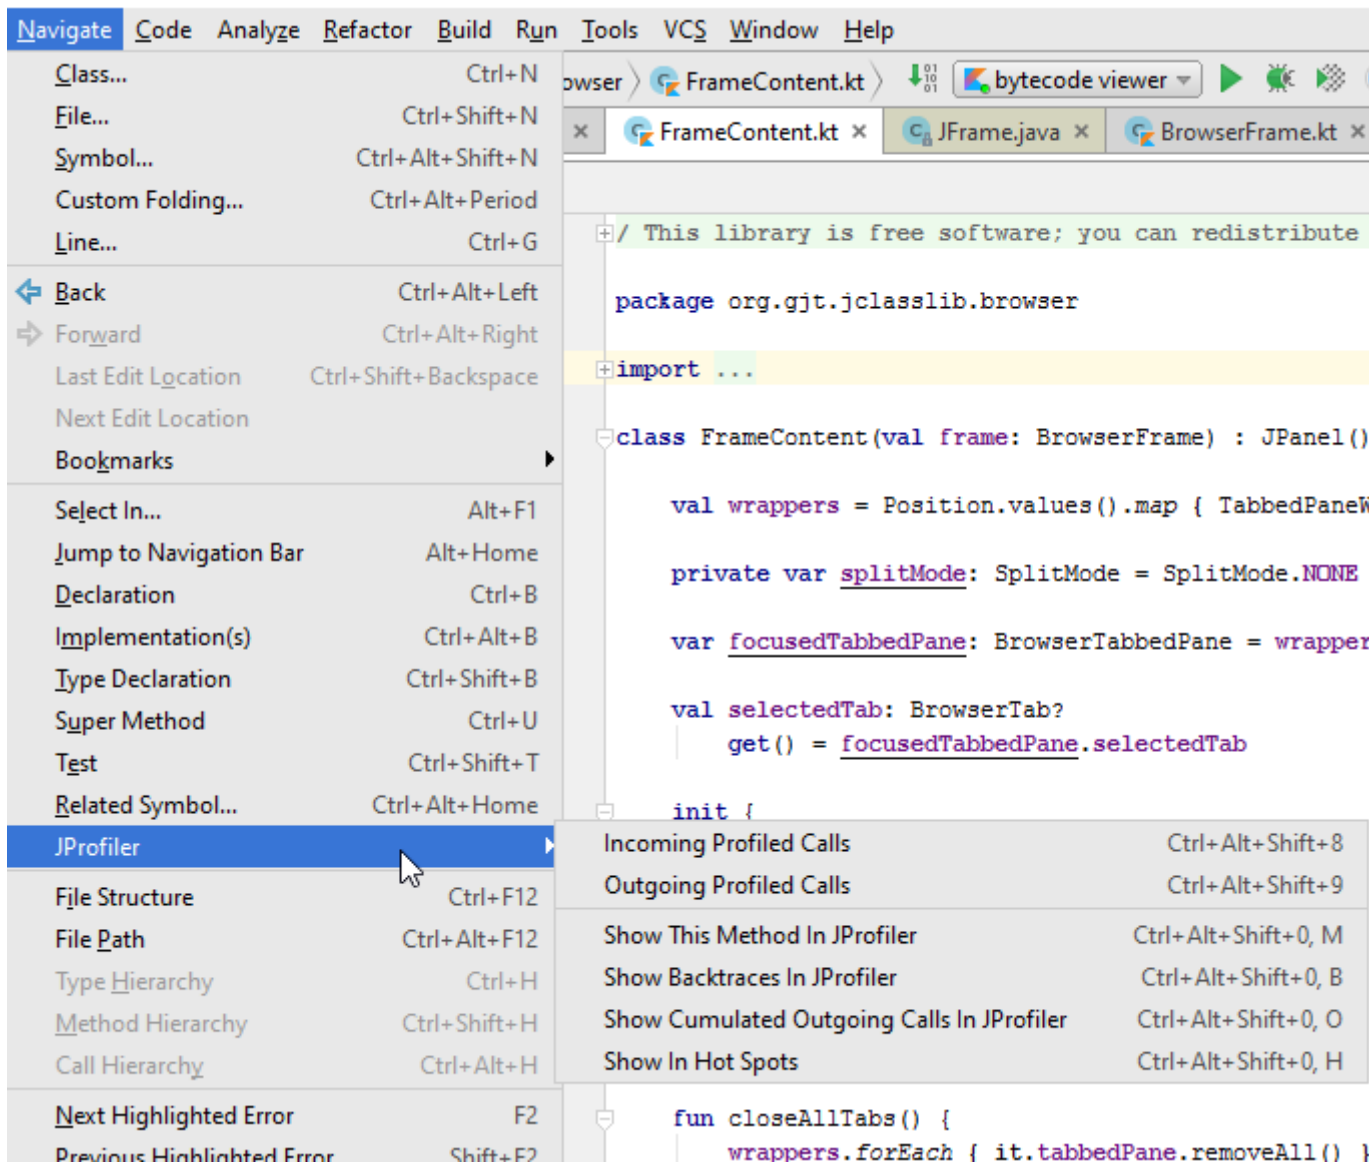 Navigate Code Analyze Refactor Build Run Tools VCS Window Help
Class... Ctrl+N
File... Ctrl+Shift+N
Symbol... Ctrl+Alt+Shift+N
Custom Folding... Ctrl+Alt+Period
Line... Ctrl+G
Back Ctrl+Alt+Left
Forward Ctrl+Alt+Right
Last Edit Location Ctrl+Shift+Backspace
Next Edit Location
Bookmarks
Select In... Alt+F1
Jump to Navigation Bar Alt+Home
Declaration Ctrl+B
Implementation(s) Ctrl+Alt+B
Type Declaration Ctrl+Shift+B
Super Method Ctrl+U
Test Ctrl+Shift+T
Related Symbol... Ctrl+Alt+Home
JProfiler
File Structure Ctrl+F12
File Path Ctrl+Alt+F12
Type Hierarchy Ctrl+H
Method Hierarchy Ctrl+Shift+H
Call Hierarchy Ctrl+Alt+H
Next Highlighted Error F2
Previous Highlighted Error Shift+F2
Incoming Profiled Calls Ctrl+Alt+Shift+8
Outgoing Profiled Calls Ctrl+Alt+Shift+9
Show This Method In JProfiler Ctrl+Alt+Shift+0, M
Show Backtraces In JProfiler Ctrl+Alt+Shift+0, B
Show Cumulated Outgoing Calls In JProfiler Ctrl+Alt+Shift+0, O
Show In Hot Spots Ctrl+Alt+Shift+0, H
owser FrameContent.kt bytecode viewer
FrameContent.kt JFrame.java BrowserFrame.kt
/ This library is free software; you can redistribute
package org.gjt.jclasslib.browser
import ...
class FrameContent(val frame: BrowserFrame) : JPanel()
val wrappers = Position.values().map { TabbedPaneW
private var splitMode: SplitMode = SplitMode.NONE
var focusedTabbedPane: BrowserTabbedPane = wrapper
val selectedTab: BrowserTab?
get() = focusedTabbedPane.selectedTab
init {
fun closeAllTabs() {
wrappers.forEach { it.tabbedPane.removeAll() }